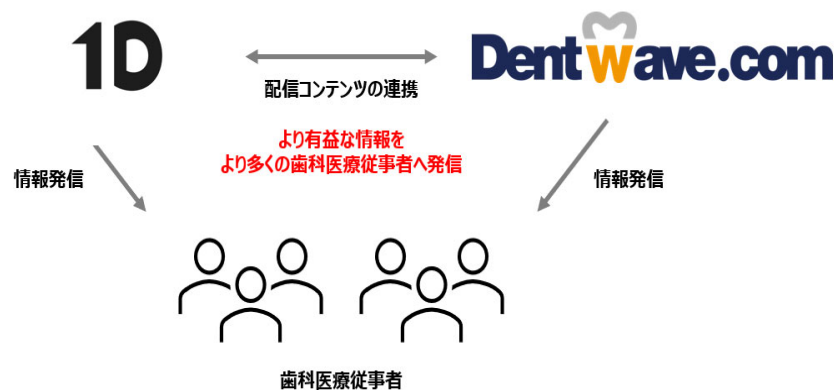 1D
Dentwave.com
配信コンテンツの連携
より有益な情報を
より多くの歯科医療従事者へ発信
情報発信
情報発信
歯科医療従事者